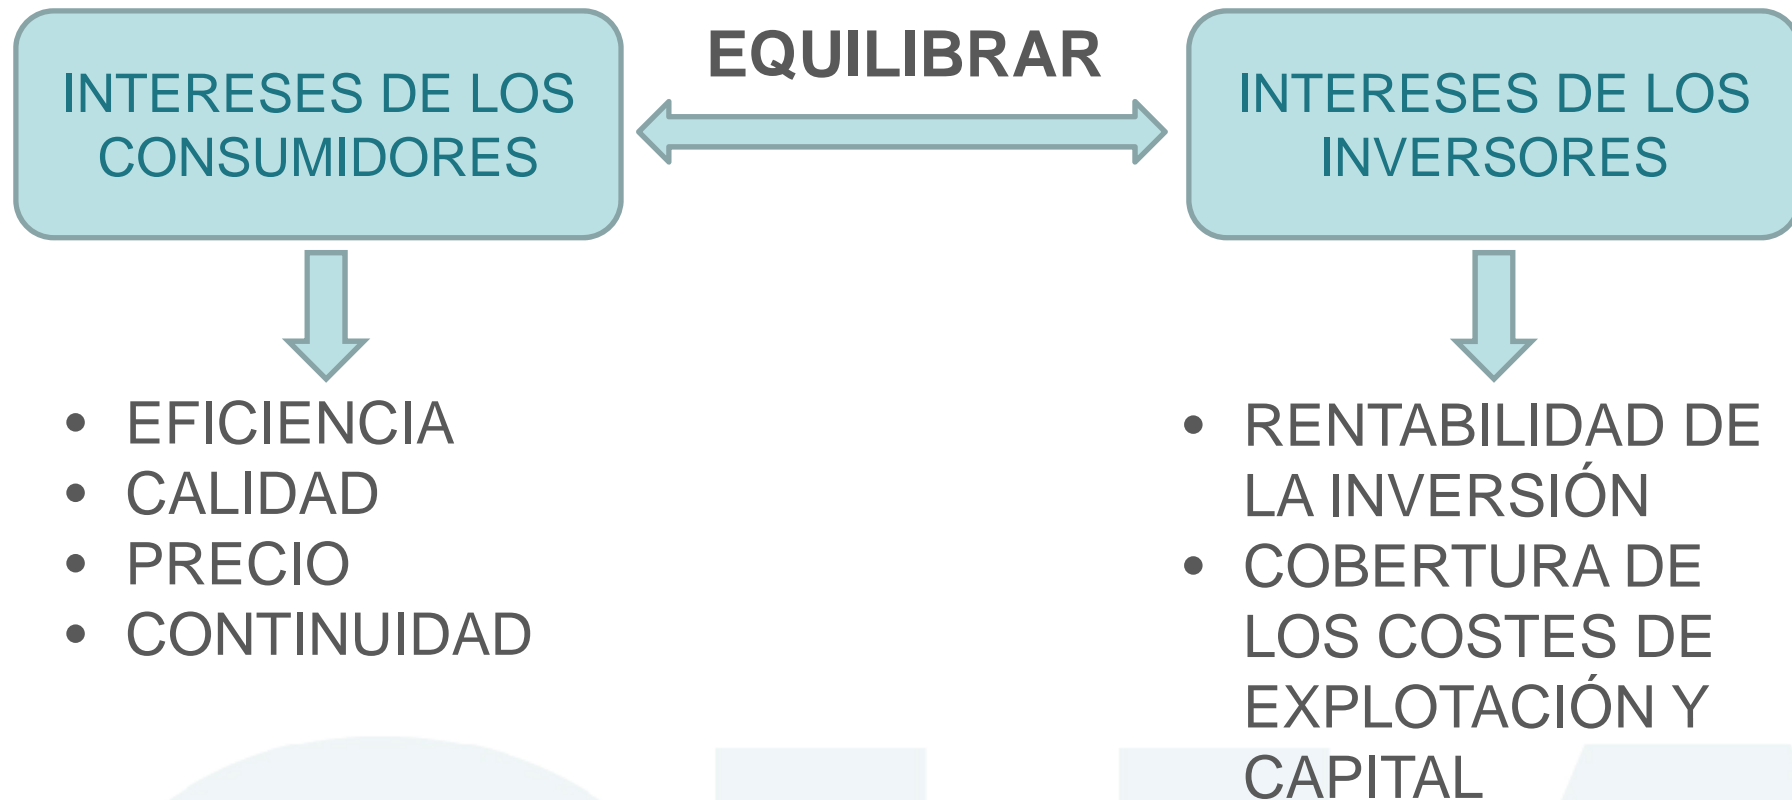 INTERESES DE LOS
CONSUMIDORES
EQUILIBRAR
INTERESES DE LOS
INVERSORES
• EFICIENCIA
• CALIDAD
• PRECIO
• CONTINUIDAD
• RENTABILIDAD DE
LA INVERSIÓN
• COBERTURA DE
LOS COSTES DE
EXPLOTACIÓN Y
CAPITAL